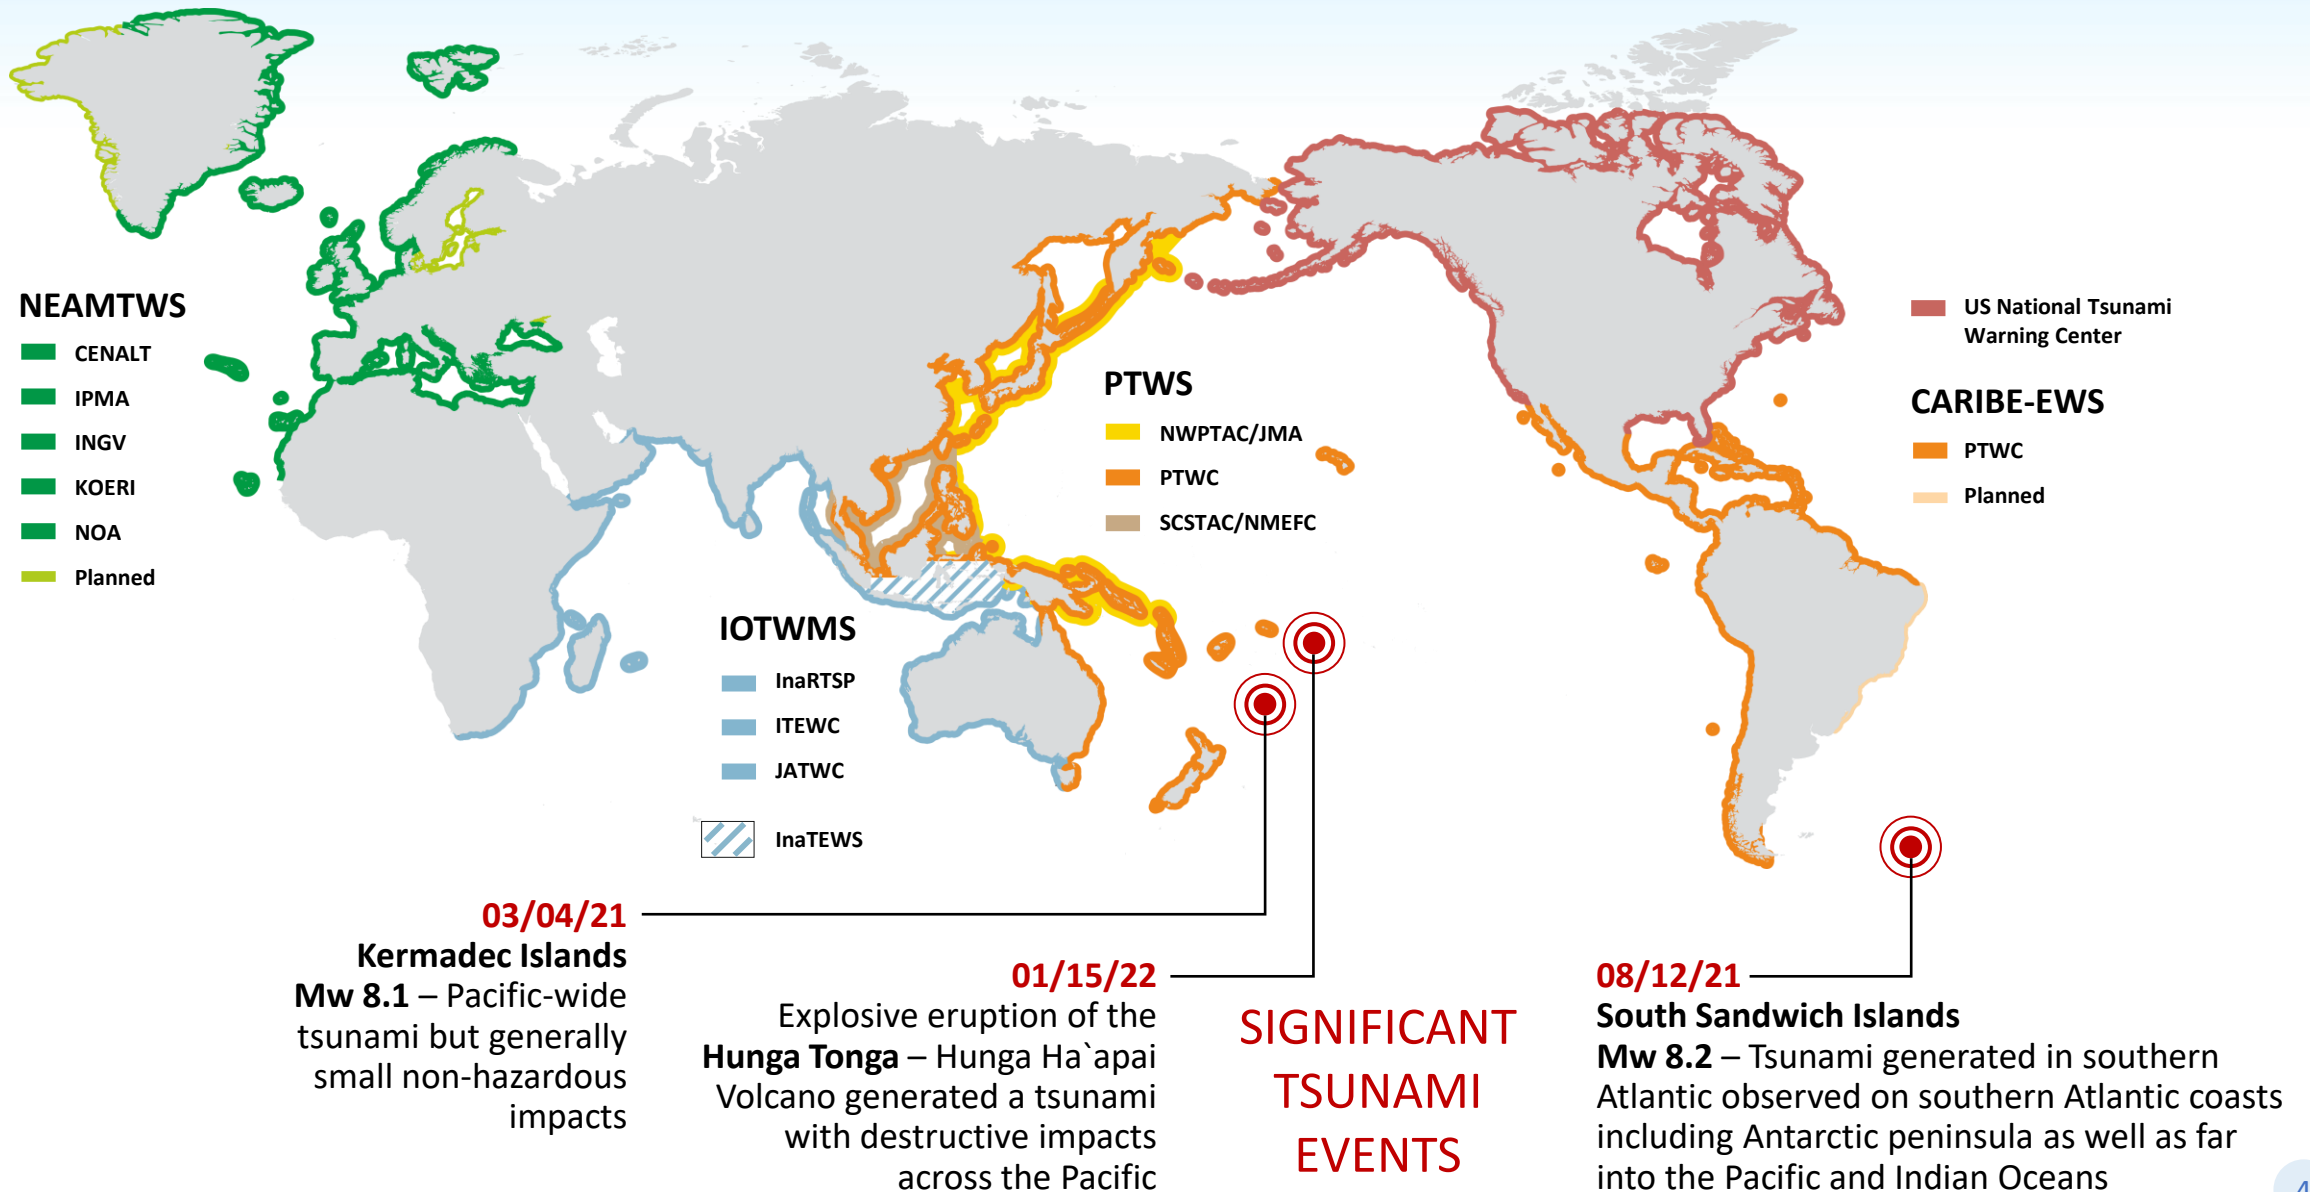 NEAMTWS
CENALT
IPMA
INGV
KOERI
NOA
Planned
IOTWMS
InaRTSP
ITEWC
JATWC
InaTEWS
PTWS
NWPTAC/JMA
PTWC
SCSTAC/NMEFC
US National Tsunami
Warning Center
CARIBE-EWS
PTWC
Planned
03/04/21
Kermadec Islands
Mw 8.1 – Pacific-wide
tsunami but generally
small non-hazardous
impacts
01/15/22
Explosive eruption of the
Hunga Tonga – Hunga Ha`apai
Volcano generated a tsunami
with destructive impacts
across the Pacific
SIGNIFICANT
TSUNAMI
EVENTS
08/12/21
South Sandwich Islands
Mw 8.2 – Tsunami generated in southern
Atlantic observed on southern Atlantic coasts
including Antarctic peninsula as well as far
into the Pacific and Indian Oceans
4